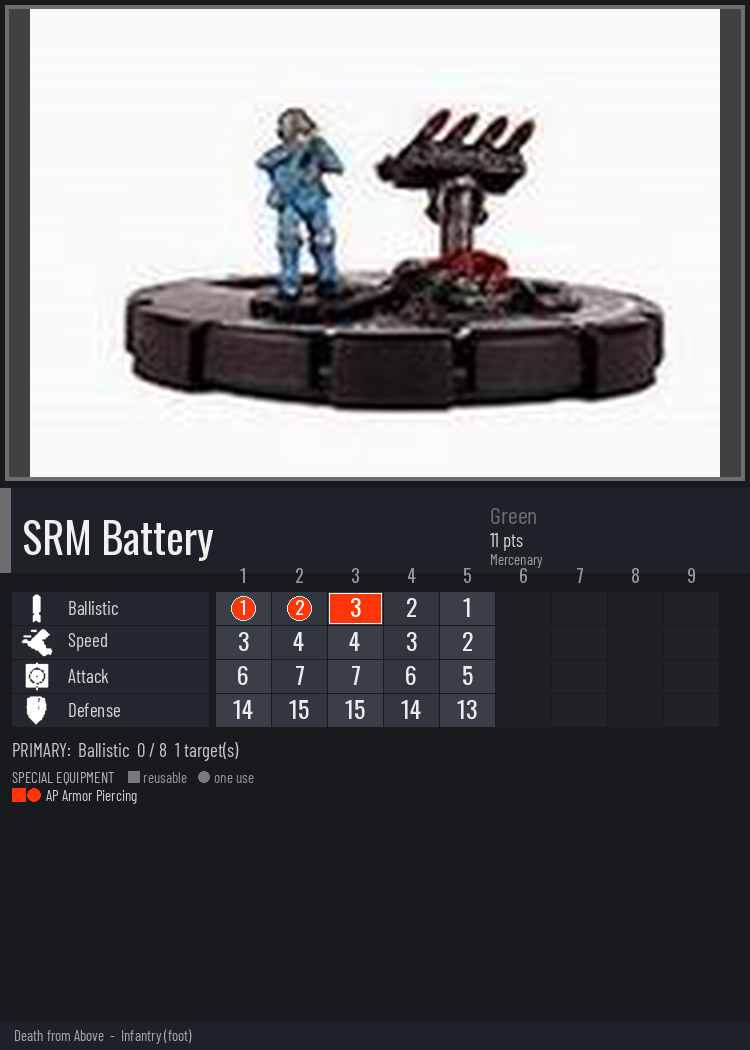 SRM Battery
Green
11 pts
Mercenary
1 2 3 4 5 6 7 8 9
Ballistic 1 2 3 2 1
Speed 3 4 4 3 2
Attack 6 7 7 6 5
Defense 14 15 15 14 13
PRIMARY: Ballistic 0 / 8 1 target(s)
SPECIAL EQUIPMENT reusable one use
AP Armor Piercing
Death from Above - Infantry (foot)